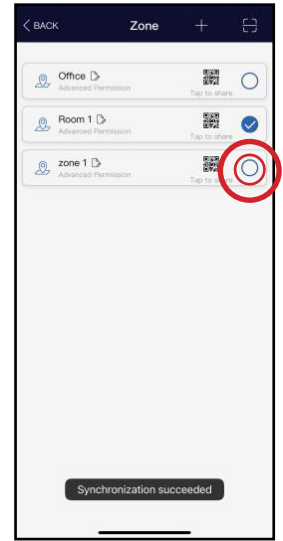 BACK Zone
Office
Advanced Permission
Tap to share
Room 1
Advanced Permission
Tap to share
zone 1
Advanced Permission
Tap to share
Synchronization succeeded